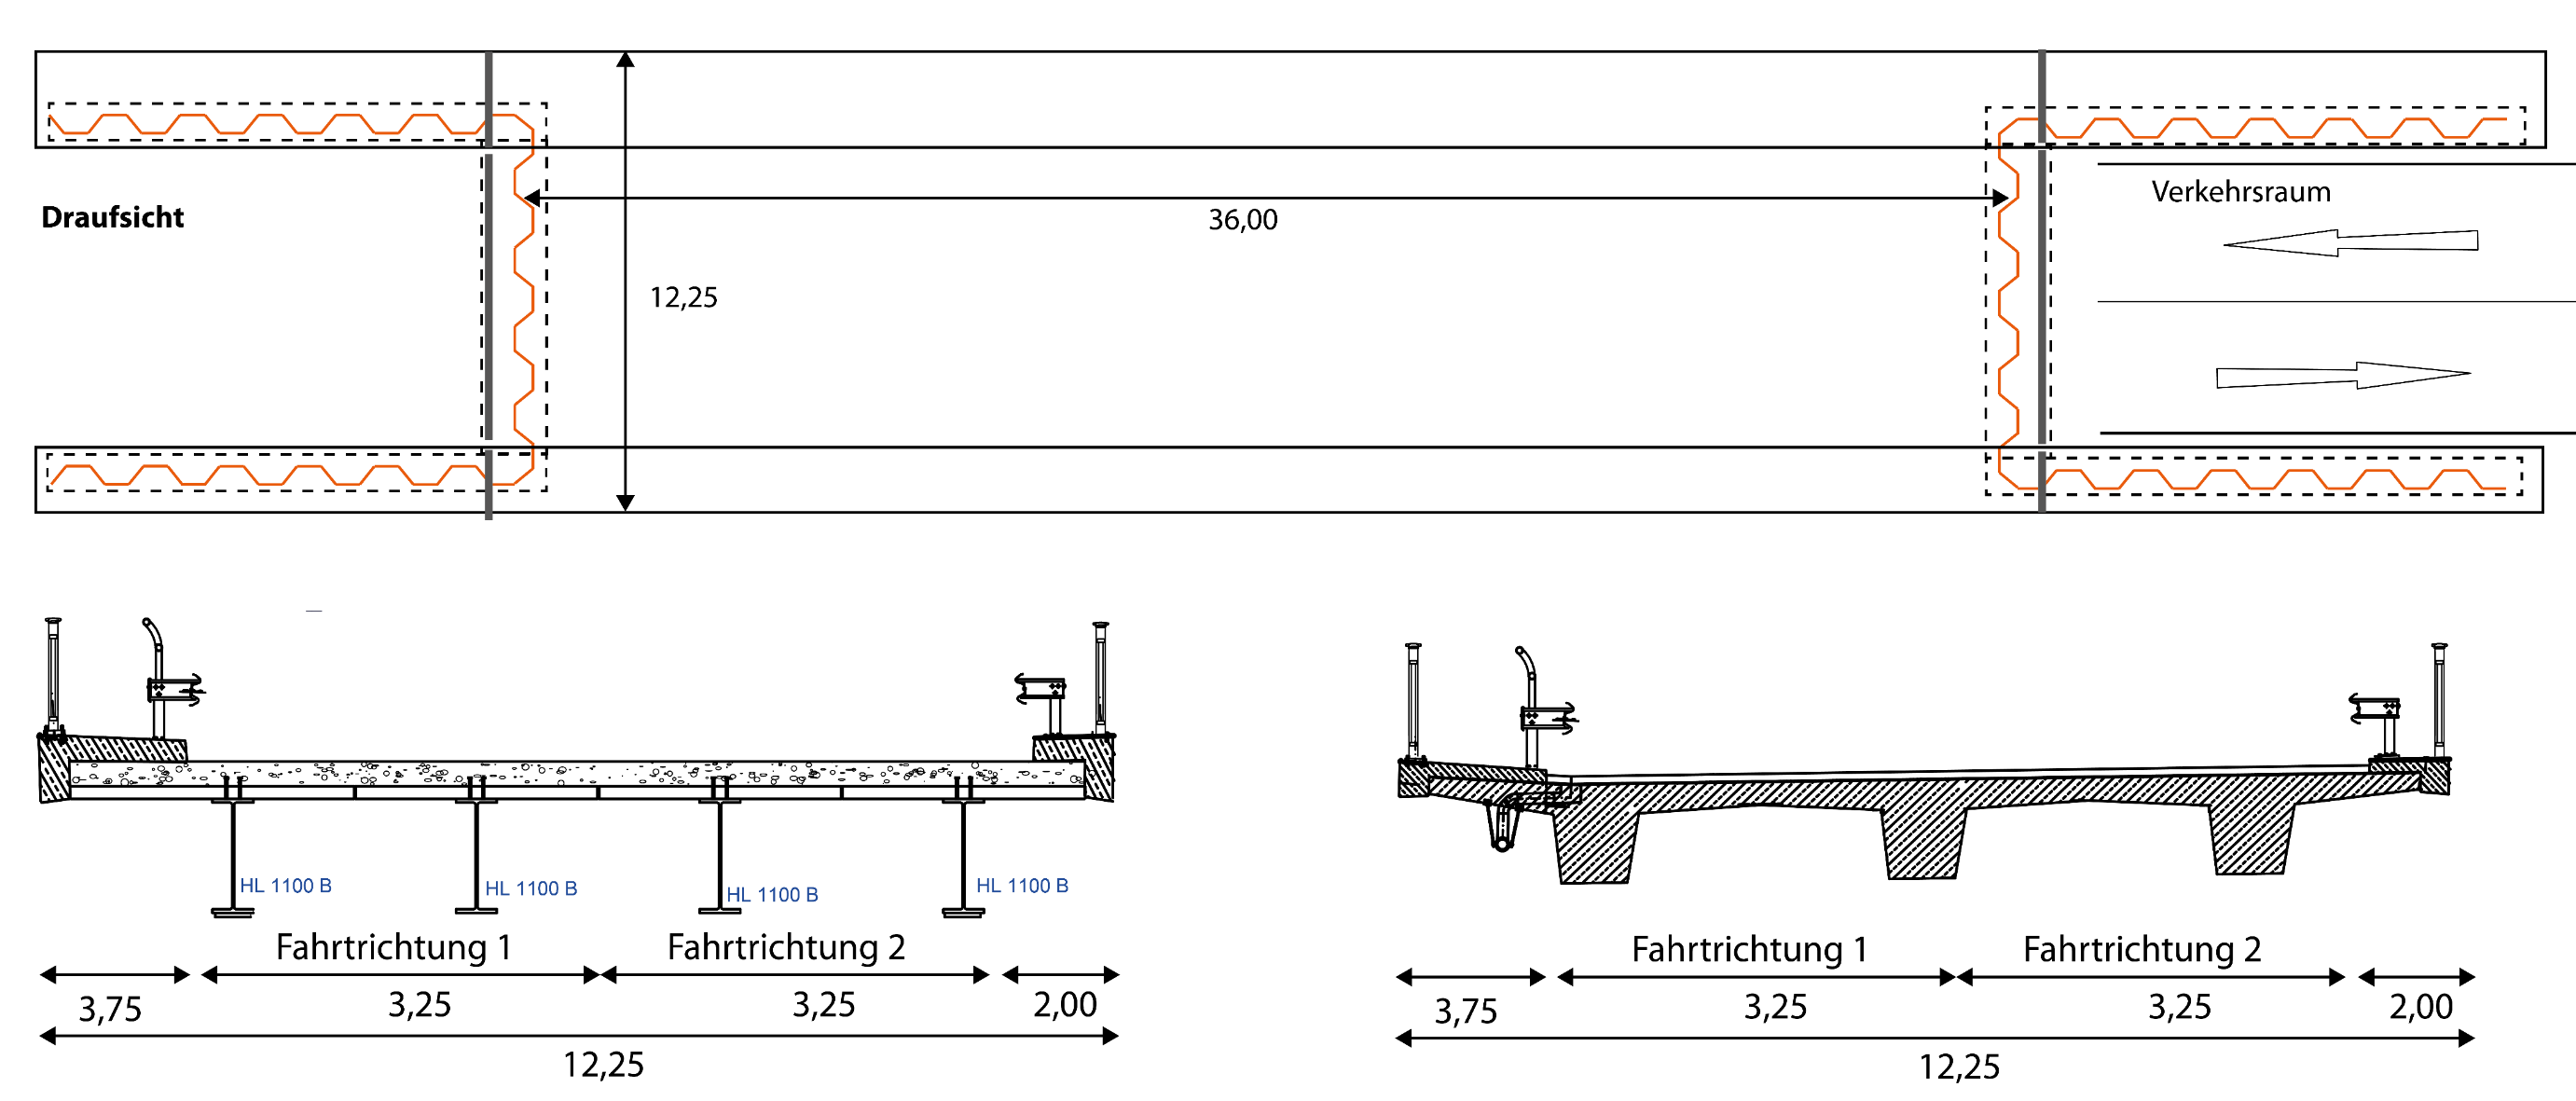 Verkehrsraum
Draufsicht
36,00
12,25
HL 1100 B
HL 1100 B
HL 1100 B
HL 1100 B
Fahrtrichtung 1
Fahrtrichtung 2
3,75
3,25
3,25
2,00
12,25
Fahrtrichtung 1
Fahrtrichtung 2
3,75
3,25
3,25
2,00
12,25